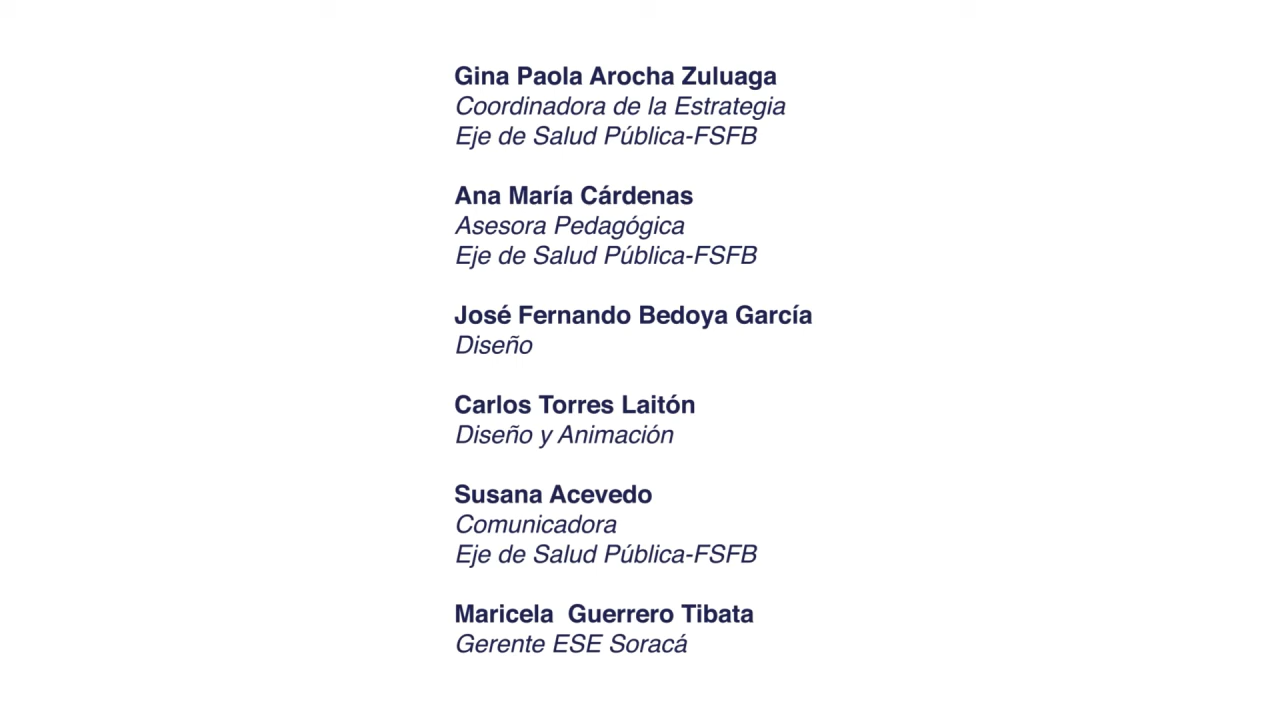 Gina Paola Arocha Zuluaga
Coordinadora de la Estrategia
Eje de Salud Pública-FSFB
Ana María Cárdenas
Asesora Pedagógica
Eje de Salud Pública-FSFB
José Fernando Bedoya García
Diseño
Carlos Torres Laitón
Diseño y Animación
Susana Acevedo
Comunicadora
Eje de Salud Pública-FSFB
Maricela  Guerrero Tibata
Gerente ESE Soracá